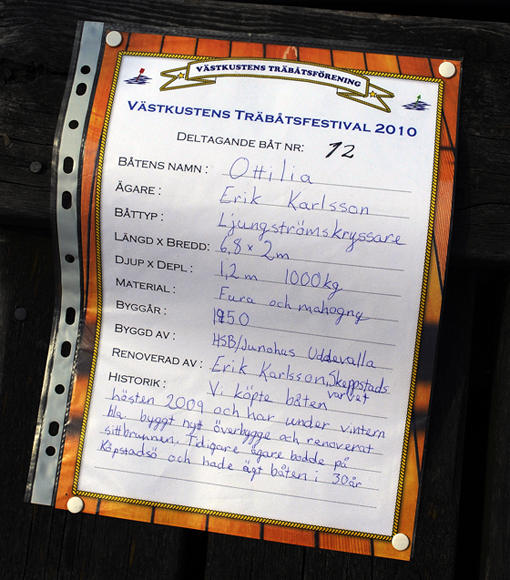 VÄSTKUSTENS TRÄBÅTSFÖRENING
VÄSTKUSTENS TRÄBÅTSFESTIVAL 2010
DELTAGANDE BÅT NR: 12
BÅTENS NAMN: Ottilia
ÄGARE: Erik Karlsson
BÅTTYP: Ljungströmskryssare
LÄNGD X BREDD: 6,8 x 2m
DJUP X DEPL: 1,2 m 1000kg
MATERIAL: Fura och mahogny
BYGGÅR: 1950
BYGGD AV: HSB/Junohus Uddevalla
RENOVERAD AV: Erik Karlsson, Skeppstads
varvet
HISTORIK: Vi köpte båten
hösten 2009 och har under vintern
bla. byggt nytt överbygge och renoverat
sittbrunnen. Tidigare ägare bodde på
Köpstadsö och hade ägt båten i 30år